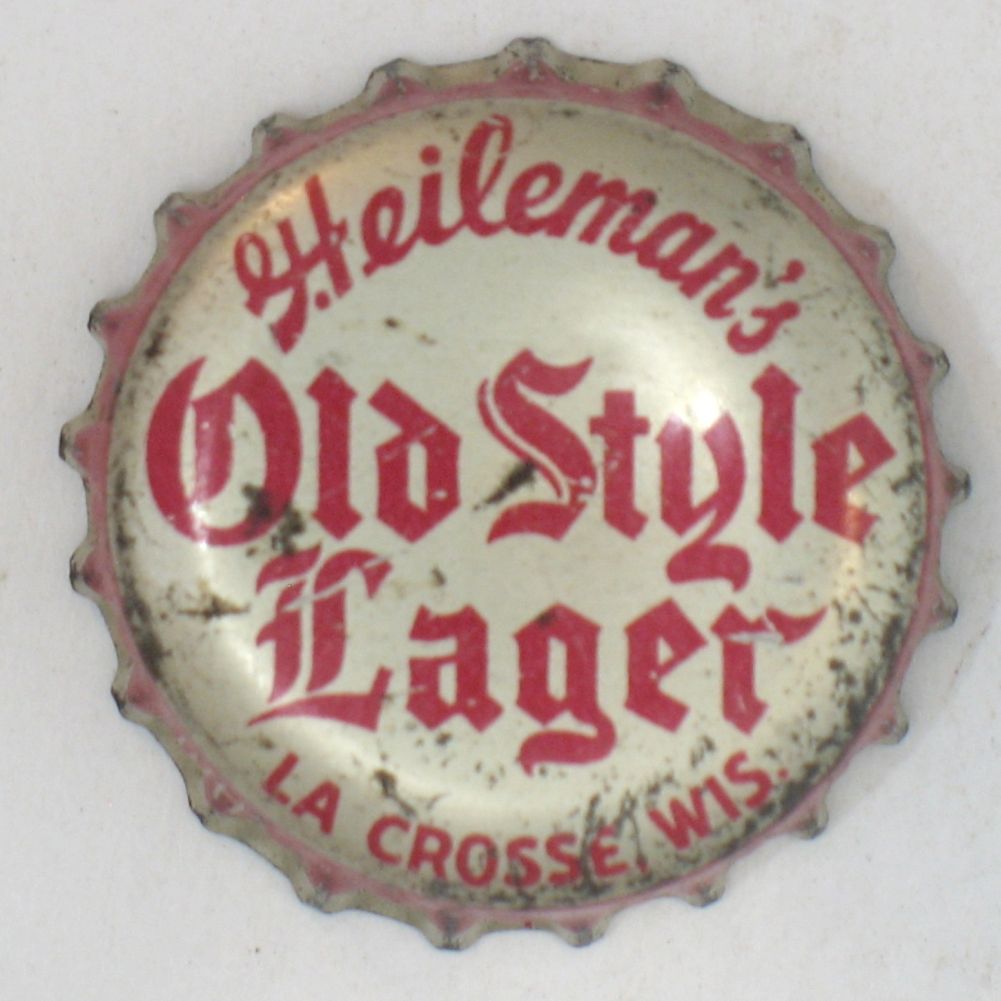 G. Heileman's
Old Style
Lager
LA CROSSE, WIS.